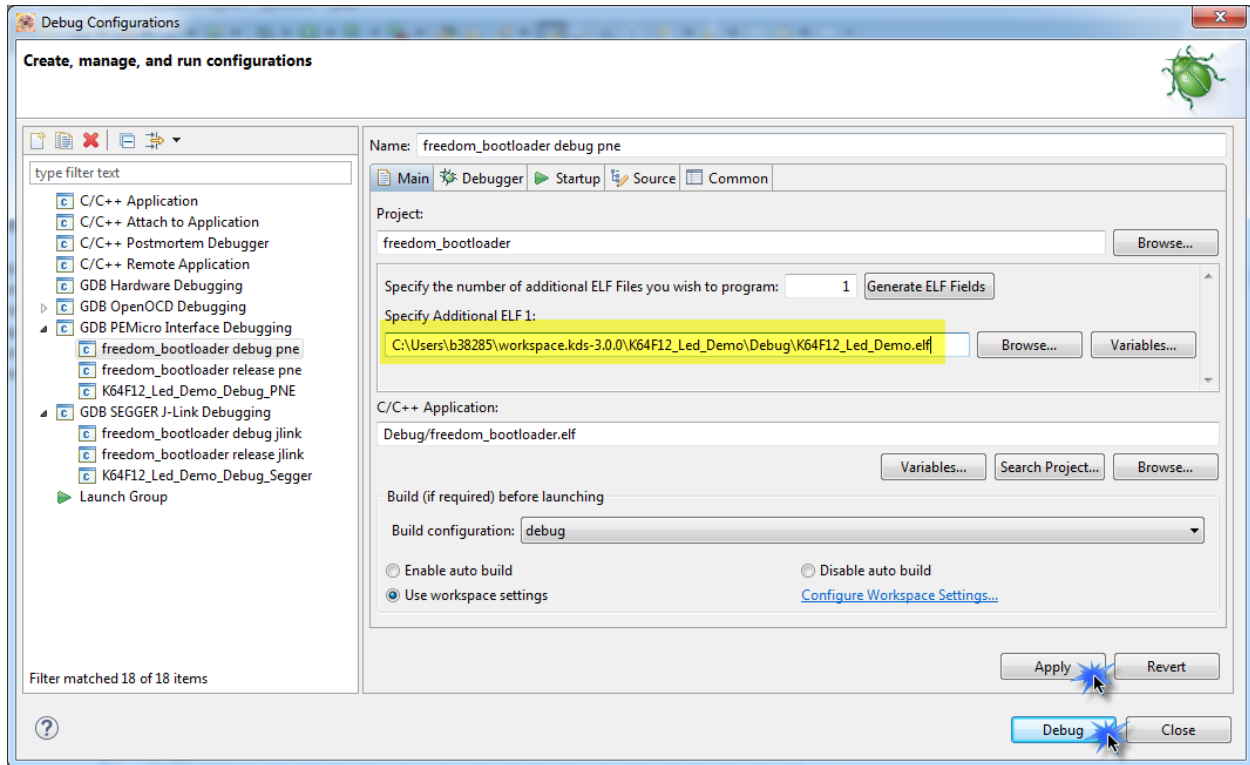 Debug Configurations
Create, manage, and run configurations
type filter text
C/C++ Application
C/C++ Attach to Application
C/C++ Postmortem Debugger
C/C++ Remote Application
GDB Hardware Debugging
GDB OpenOCD Debugging
GDB PEMicro Interface Debugging
freedom_bootloader debug pne
freedom_bootloader release pne
K64F12_Led_Demo_Debug_PNE
GDB SEGGER J-Link Debugging
freedom_bootloader debug jlink
freedom_bootloader release jlink
K64F12_Led_Demo_Debug_Segger
Launch Group
Filter matched 18 of 18 items
Name: freedom_bootloader debug pne
Main Debugger Startup Source Common
Project:
freedom_bootloader Browse...
Specify the number of additional ELF Files you wish to program: 1 Generate ELF Fields
Specify Additional ELF 1:
C:\Users\b38285\workspace.kds-3.0.0\K64F12_Led_Demo\Debug\K64F12_Led_Demo.elf Browse... Variables...
C/C++ Application:
Debug/freedom_bootloader.elf
Variables... Search Project... Browse...
Build (if required) before launching
Build configuration: debug
Enable auto build Disable auto build
Use workspace settings Configure Workspace Settings...
Apply Revert
Debug Close